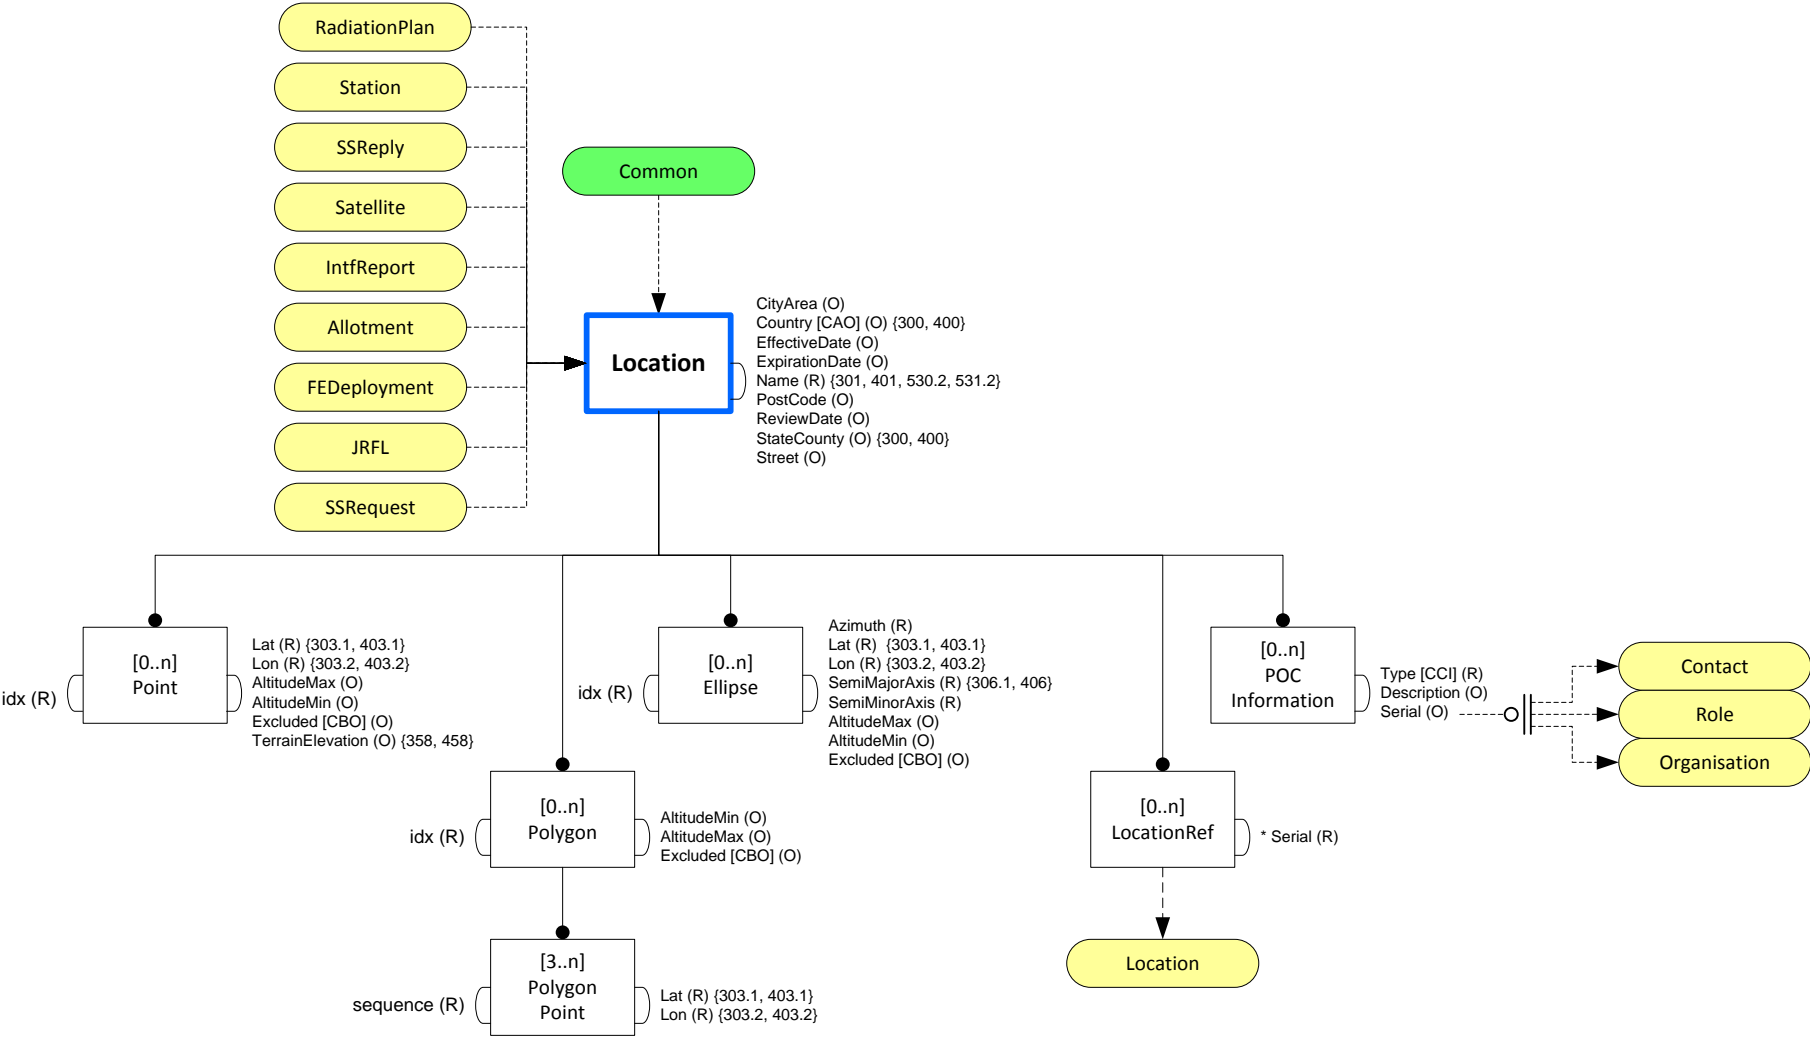 RadiationPlan
Station
SSReply
Satellite
IntfReport
Allotment
FEDeployment
JRFL
SSRequest
Common
Location
CityArea (O)
Country [CAO] (O) {300, 400}
EffectiveDate (O)
ExpirationDate (O)
Name (R) {301, 401, 530.2, 531.2}
PostCode (O)
ReviewDate (O)
StateCounty (O) {300, 400}
Street (O)
idx (R)
[0..n]
Point
Lat (R) {303.1, 403.1}
Lon (R) {303.2, 403.2}
AltitudeMax (O)
AltitudeMin (O)
Excluded [CBO] (O)
TerrainElevation (O) {358, 458}
idx (R)
[0..n]
Ellipse
Azimuth (R)
Lat (R)  {303.1, 403.1}
Lon (R) {303.2, 403.2}
SemiMajorAxis (R) {306.1, 406}
SemiMinorAxis (R)
AltitudeMax (O)
AltitudeMin (O)
Excluded [CBO] (O)
[0..n]
POC
Information
Type [CCI] (R)
Description (O)
Serial (O)
Contact
Role
Organisation
idx (R)
[0..n]
Polygon
AltitudeMin (O)
AltitudeMax (O)
Excluded [CBO] (O)
[0..n]
LocationRef
* Serial (R)
Location
sequence (R)
[3..n]
Polygon
Point
Lat (R) {303.1, 403.1}
Lon (R) {303.2, 403.2}